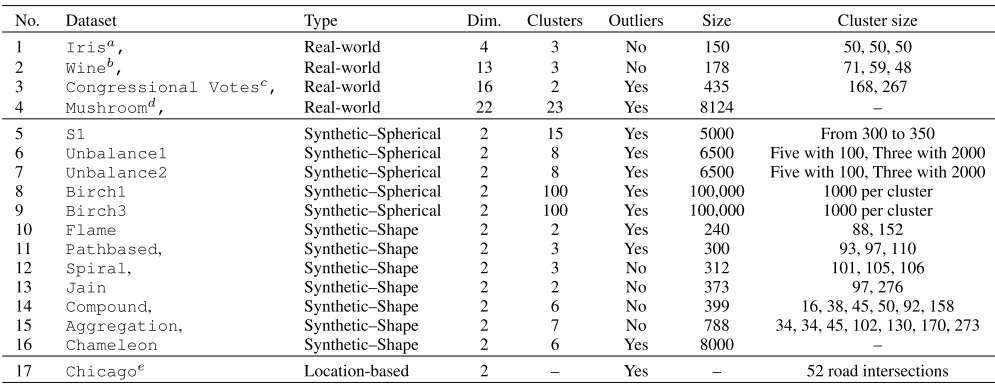 No. Dataset Type Dim. Clusters Outliers Size Cluster size
1 Iris^a, Real-world 4 3 No 150 50, 50, 50
2 Wine^b, Real-world 13 3 No 178 71, 59, 48
3 Congressional Votes^c, Real-world 16 2 Yes 435 168, 267
4 Mushroom^d, Real-world 22 23 Yes 8124 –
5 S1 Synthetic–Spherical 2 15 Yes 5000 From 300 to 350
6 Unbalance1 Synthetic–Spherical 2 8 Yes 6500 Five with 100, Three with 2000
7 Unbalance2 Synthetic–Spherical 2 8 Yes 6500 Five with 100, Three with 2000
8 Birch1 Synthetic–Spherical 2 100 Yes 100,000 1000 per cluster
9 Birch3 Synthetic–Spherical 2 100 Yes 100,000 1000 per cluster
10 Flame Synthetic–Shape 2 2 Yes 240 88, 152
11 Pathbased, Synthetic–Shape 2 3 Yes 300 93, 97, 110
12 Spiral, Synthetic–Shape 2 3 No 312 101, 105, 106
13 Jain Synthetic–Shape 2 2 No 373 97, 276
14 Compound, Synthetic–Shape 2 6 No 399 16, 38, 45, 50, 92, 158
15 Aggregation, Synthetic–Shape 2 7 No 788 34, 34, 45, 102, 130, 170, 273
16 Chameleon Synthetic–Shape 2 6 Yes 8000 –
17 Chicago^e Location-based 2 – Yes – 52 road intersections